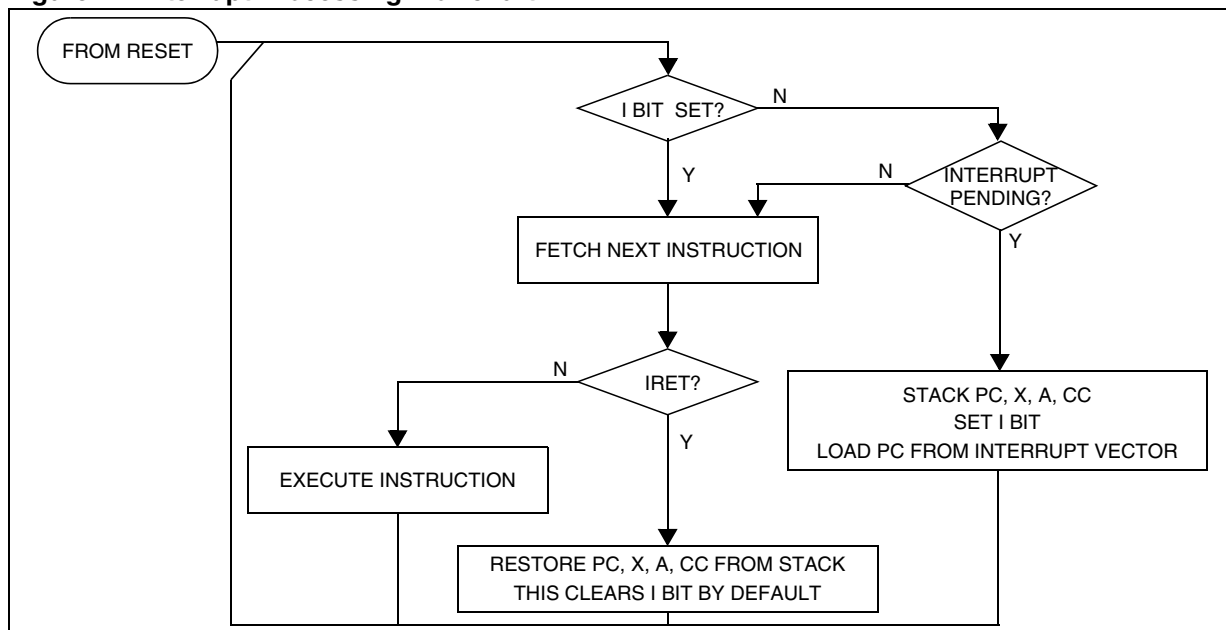 FROM RESET
I BIT SET?
N
Y
N
INTERRUPT
PENDING?
Y
FETCH NEXT INSTRUCTION
N
IRET?
Y
STACK PC, X, A, CC
SET I BIT
LOAD PC FROM INTERRUPT VECTOR
EXECUTE INSTRUCTION
RESTORE PC, X, A, CC FROM STACK
THIS CLEARS I BIT BY DEFAULT